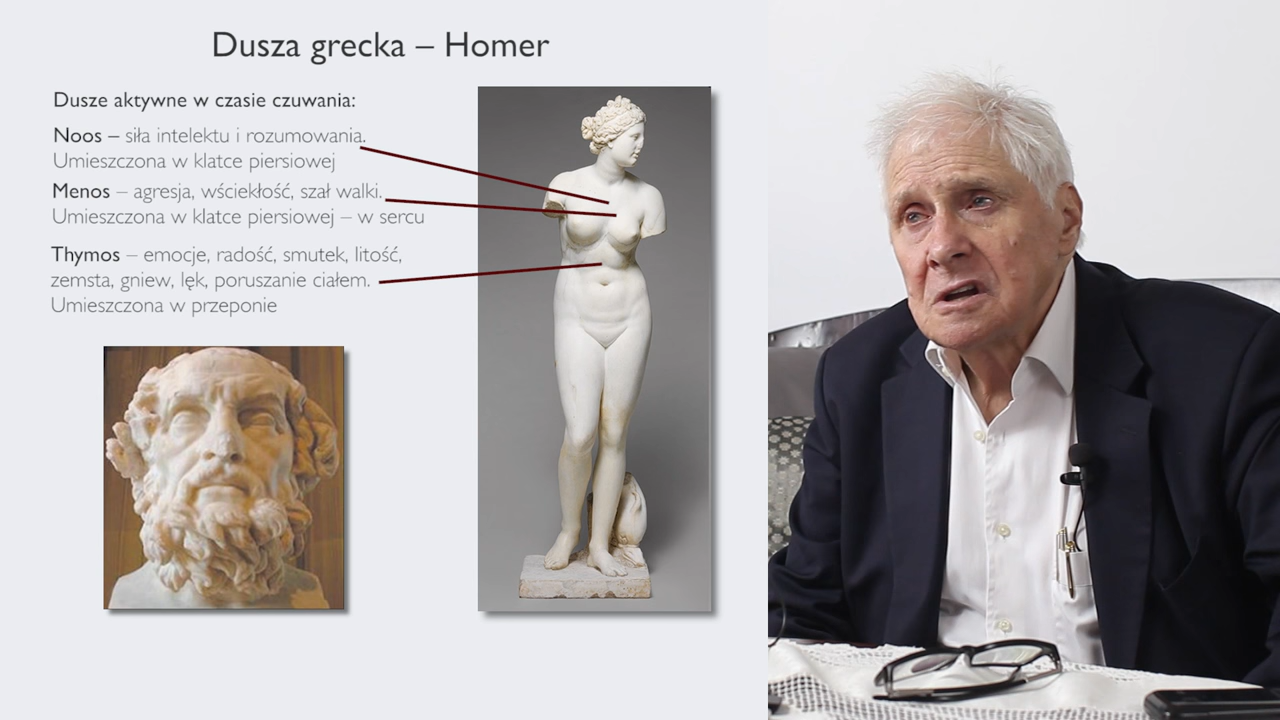 Dusza grecka – Homer
Dusze aktywne w czasie czuwania:
Noos – siła intelektu i rozumowania.
Umieszczona w klatce piersiowej
Menos – agresja, wściekłość, szał walki.
Umieszczona w klatce piersiowej – w sercu
Thymos – emocje, radość, smutek, litość,
zemsta, gniew, lęk, poruszanie ciałem.
Umieszczona w przeponie